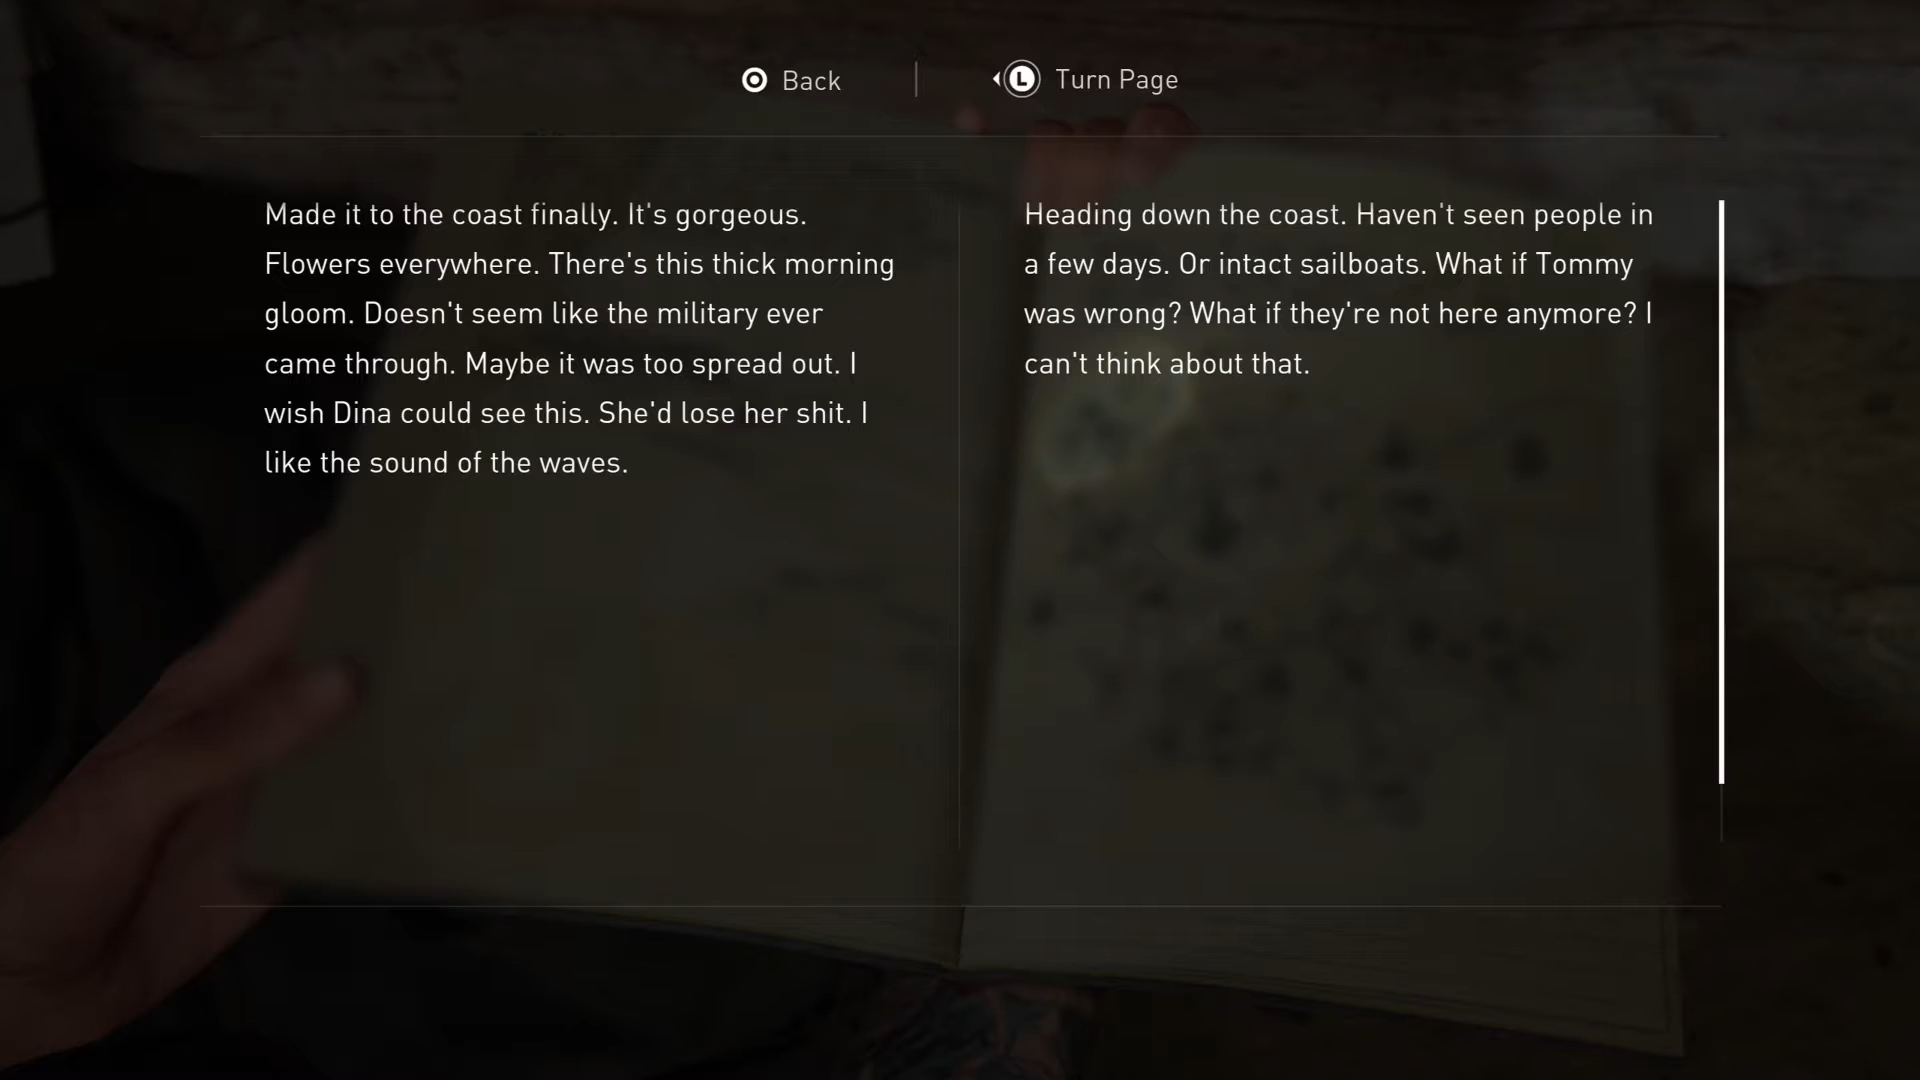 Back
L Turn Page
Made it to the coast finally. It's gorgeous.
Flowers everywhere. There's this thick morning
gloom. Doesn't seem like the military ever
came through. Maybe it was too spread out. I
wish Dina could see this. She'd lose her shit. I
like the sound of the waves.
Heading down the coast. Haven't seen people in
a few days. Or intact sailboats. What if Tommy
was wrong? What if they're not here anymore? I
can't think about that.